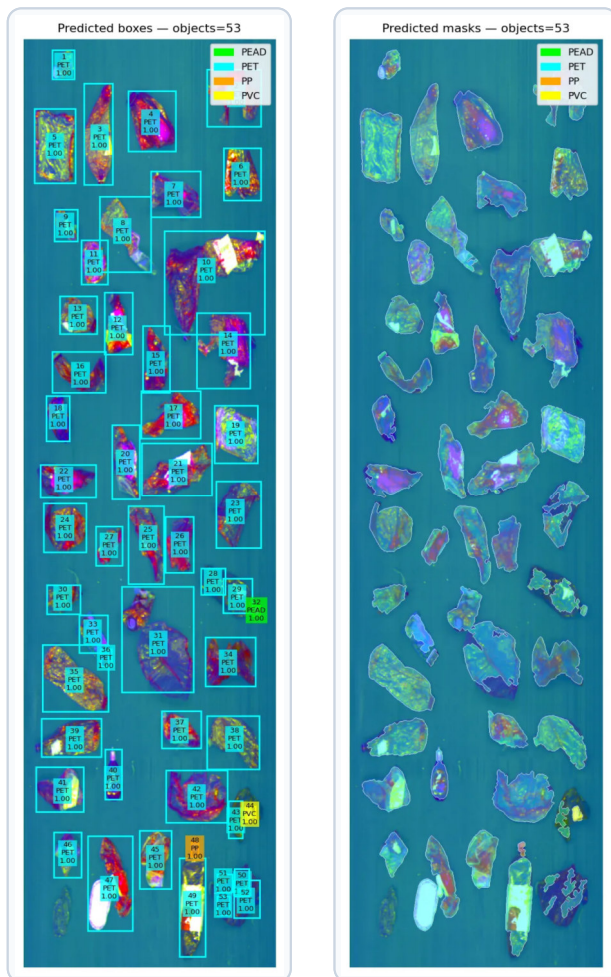 Predicted boxes — objects=53
PEAD
PET
PP
PVC
1
PET
1.00
3
PET
1.00
4
PET
1.00
5
PET
1.00
6
PET
1.00
7
PET
1.00
8
PET
1.00
9
PET
1.00
10
PET
1.00
11
PET
1.00
12
PET
1.00
13
PET
1.00
14
PET
1.00
15
PET
1.00
16
PET
1.00
17
PET
1.00
18
PET
1.00
19
PET
1.00
20
PET
1.00
21
PET
1.00
22
PET
1.00
23
PET
1.00
24
PET
1.00
25
PET
1.00
26
PET
1.00
27
PET
1.00
28
PET
1.00
29
PET
1.00
30
PET
1.00
31
PET
1.00
32
PEAD
1.00
33
PET
1.00
34
PET
1.00
35
PET
1.00
36
PET
1.00
37
PET
1.00
38
PET
1.00
39
PET
1.00
40
PET
1.00
41
PET
1.00
42
PET
1.00
43
PET
1.00
44
PVC
1.00
45
PET
1.00
46
PET
1.00
47
PET
1.00
48
PP
1.00
49
PET
1.00
50
PET
51
PET
52
PET
1.00
53
PET
1.00
Predicted masks — objects=53
PEAD
PET
PP
PVC